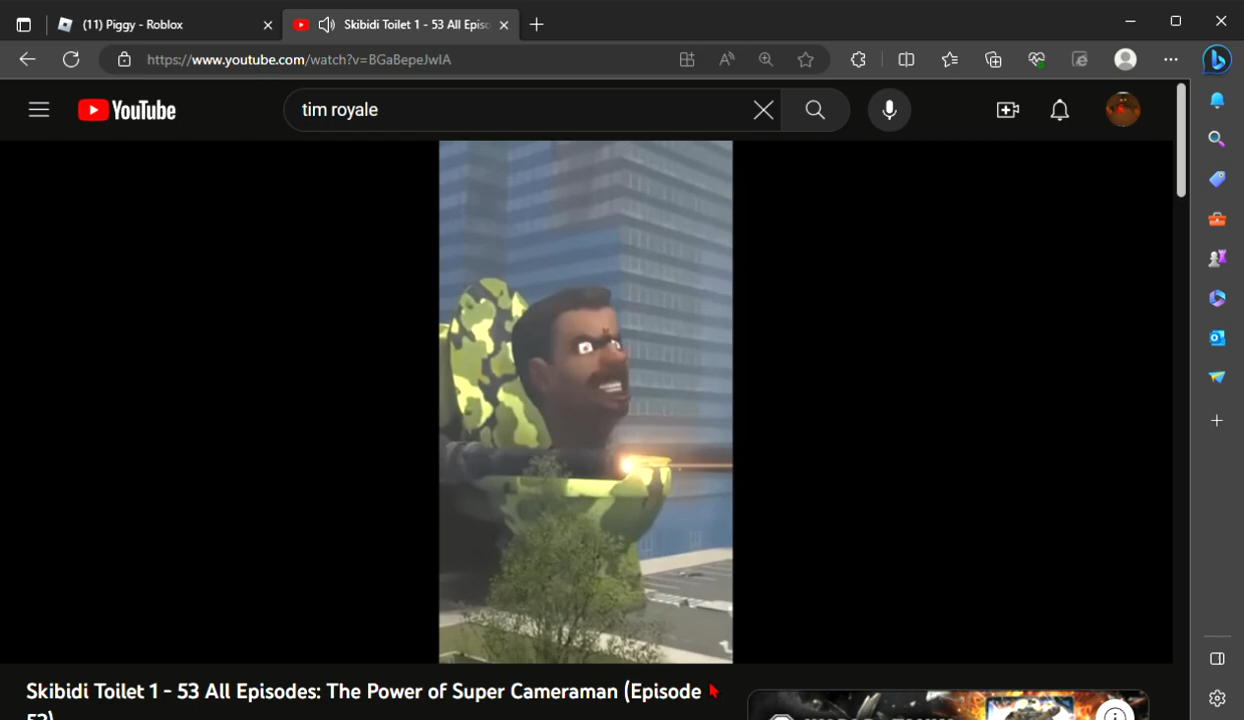 (11) Piggy - Roblox
Skibidi Toilet 1 - 53 All Episo
https://www.youtube.com/watch?v=BGaBepeJwIA
YouTube
tim royale
Skibidi Toilet 1 - 53 All Episodes: The Power of Super Cameraman (Episode
53)